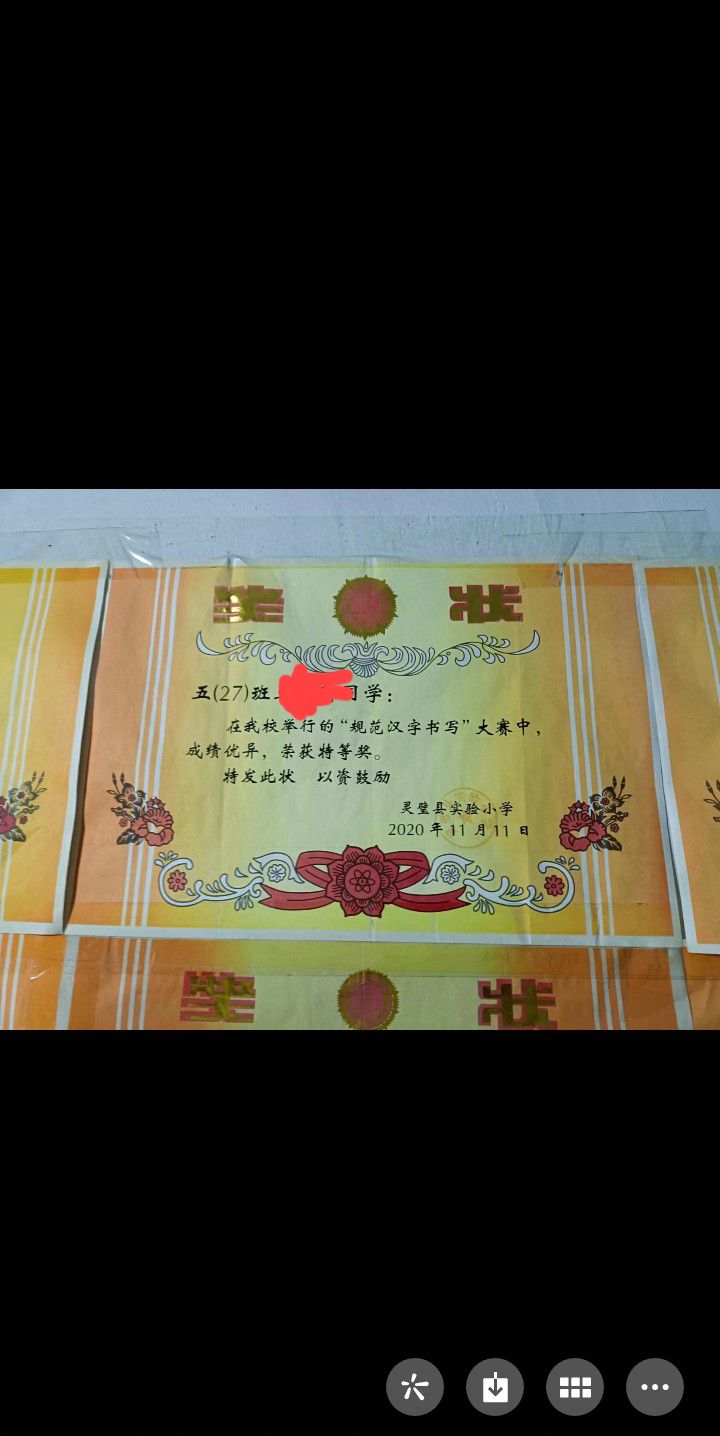 奖状
五(27)班 同学：
在我校举行的“规范汉字书写”大赛中，
成绩优异，荣获特等奖。
特发此状 以资鼓励
灵璧县实验小学
2020年11月11日